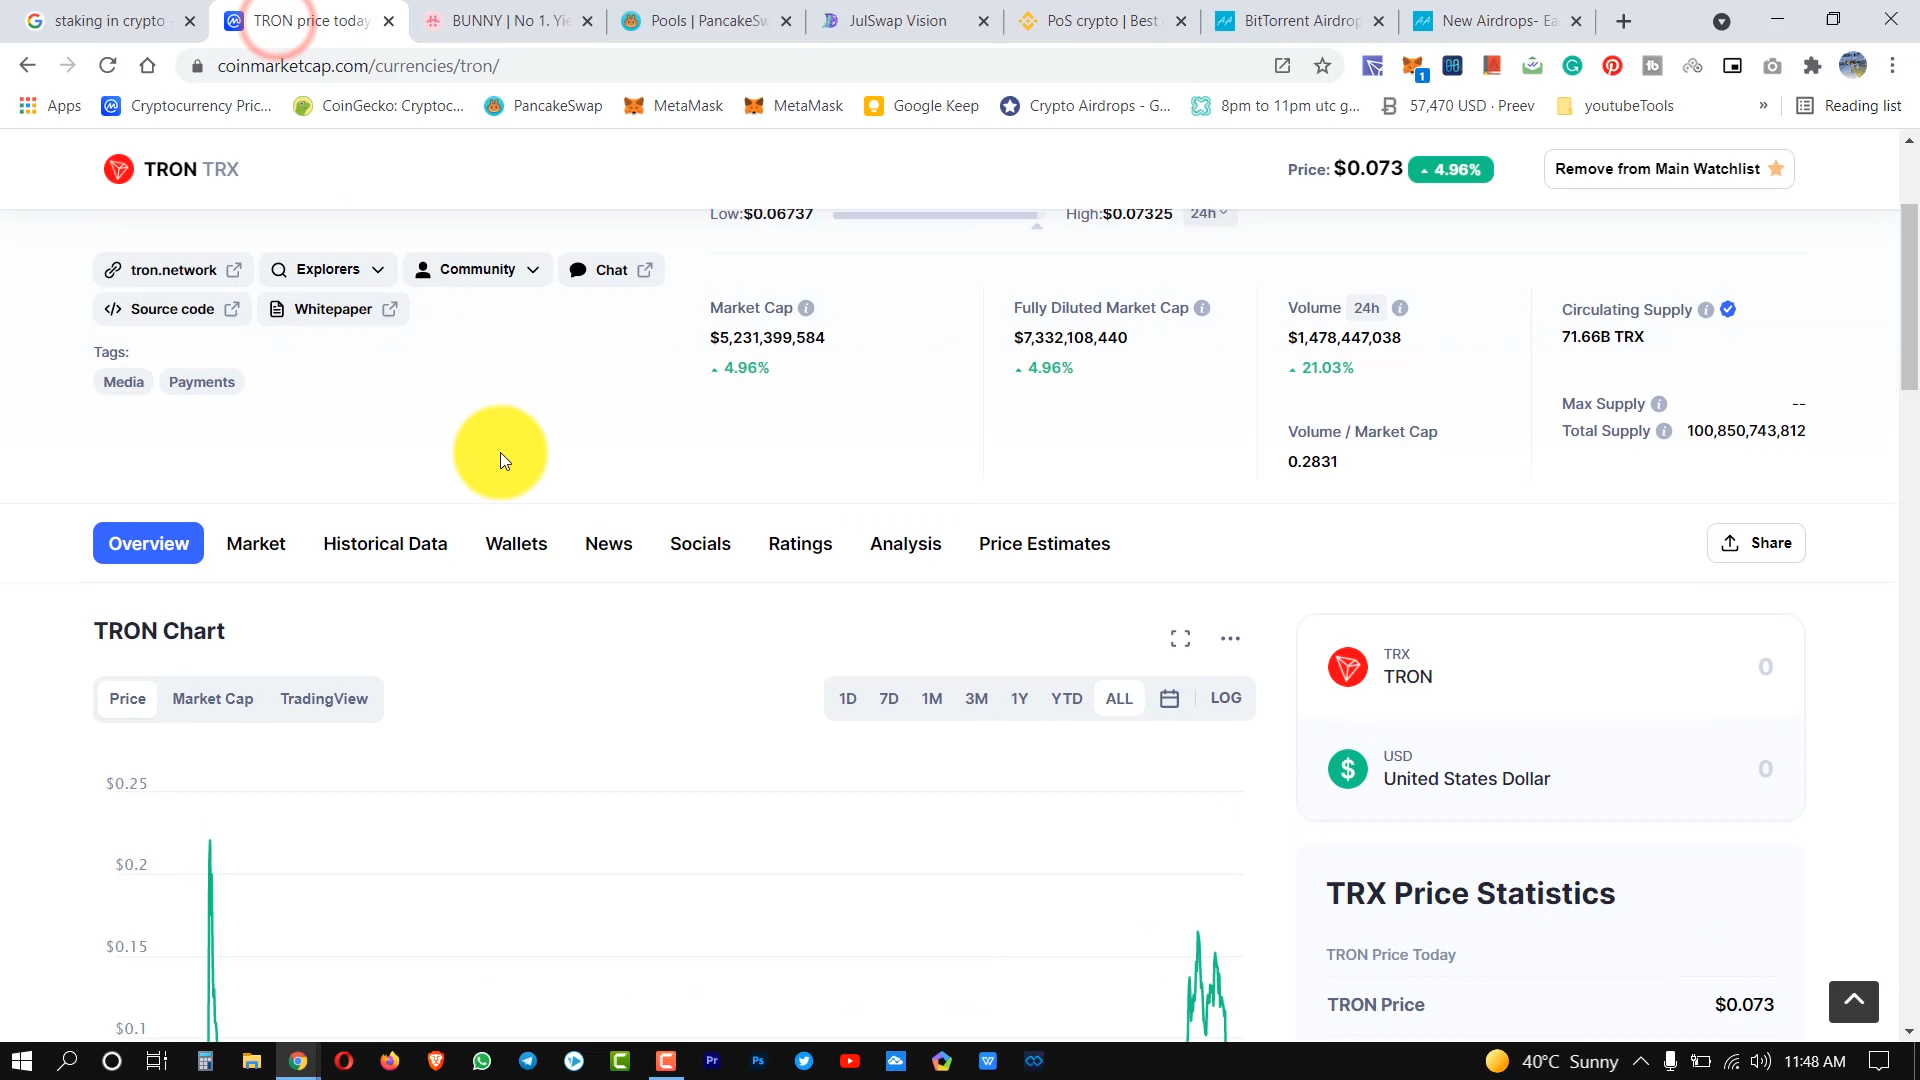 staking in crypto
TRON price today
BUNNY | No 1. Yie
Pools | PancakeSw
JulSwap Vision
PoS crypto | Best
BitTorrent Airdrop
New Airdrops- Ea
coinmarketcap.com/currencies/tron/
1
Apps
Cryptocurrency Pric...
CoinGecko: Cryptoc...
PancakeSwap
MetaMask
MetaMask
Google Keep
Crypto Airdrops - G...
8pm to 11pm utc g...
57,470 USD · Preev
youtubeTools
»
Reading list
TRON TRX
Price: $0.073
4.96%
Remove from Main Watchlist
Low:$0.06737
High:$0.07325
24h
tron.network
Explorers
Community
Chat
Source code
Whitepaper
Tags:
Media
Payments
Market Cap
$5,231,399,584
4.96%
Fully Diluted Market Cap
$7,332,108,440
4.96%
Volume 24h
$1,478,447,038
21.03%
Volume / Market Cap
0.2831
Circulating Supply
71.66B TRX
Max Supply
--
Total Supply
100,850,743,812
Overview
Market
Historical Data
Wallets
News
Socials
Ratings
Analysis
Price Estimates
Share
TRON Chart
Price
Market Cap
TradingView
1D
7D
1M
3M
1Y
YTD
ALL
LOG
$0.25
$0.2
$0.15
$0.1
TRX
TRON
0
USD
United States Dollar
0
TRX Price Statistics
TRON Price Today
TRON Price
$0.073
Pr
Ps
40°C Sunny
11:48 AM